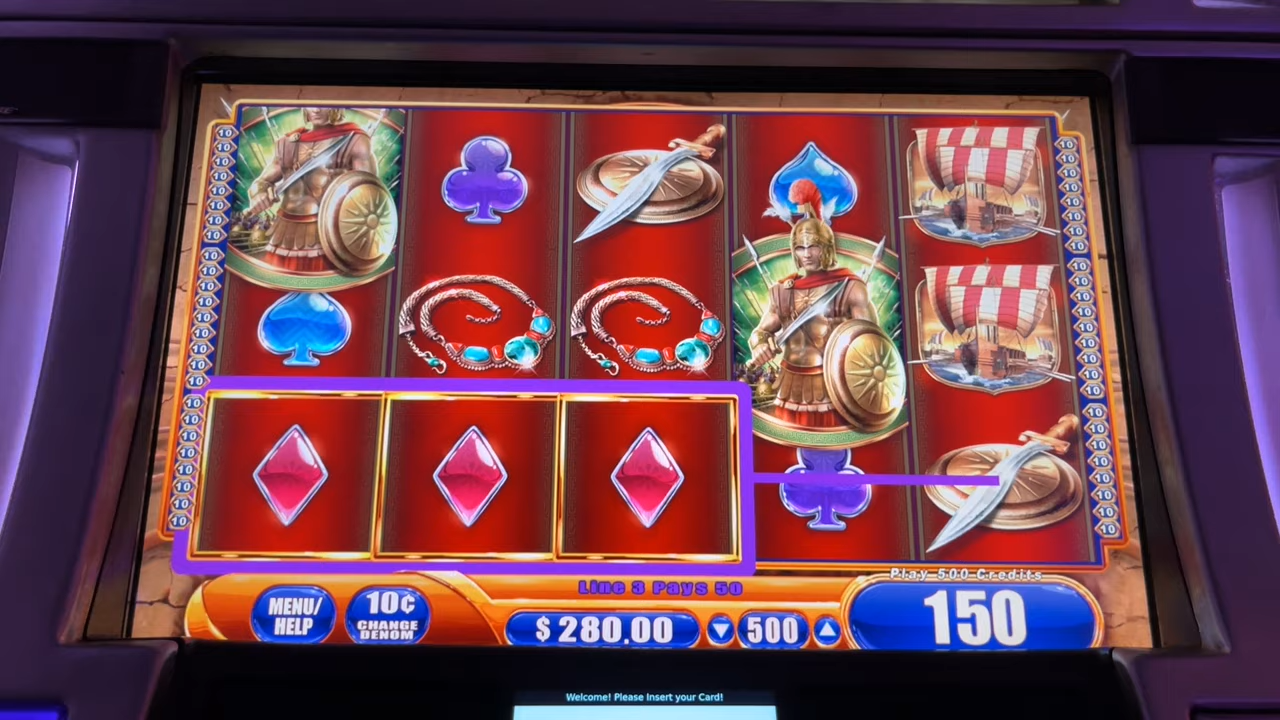 Line 3 Pays 50
Play 500 Credits
MENU/
HELP
10¢
CHANGE
DENOM
$280.00
500
150
Welcome! Please Insert your Card!